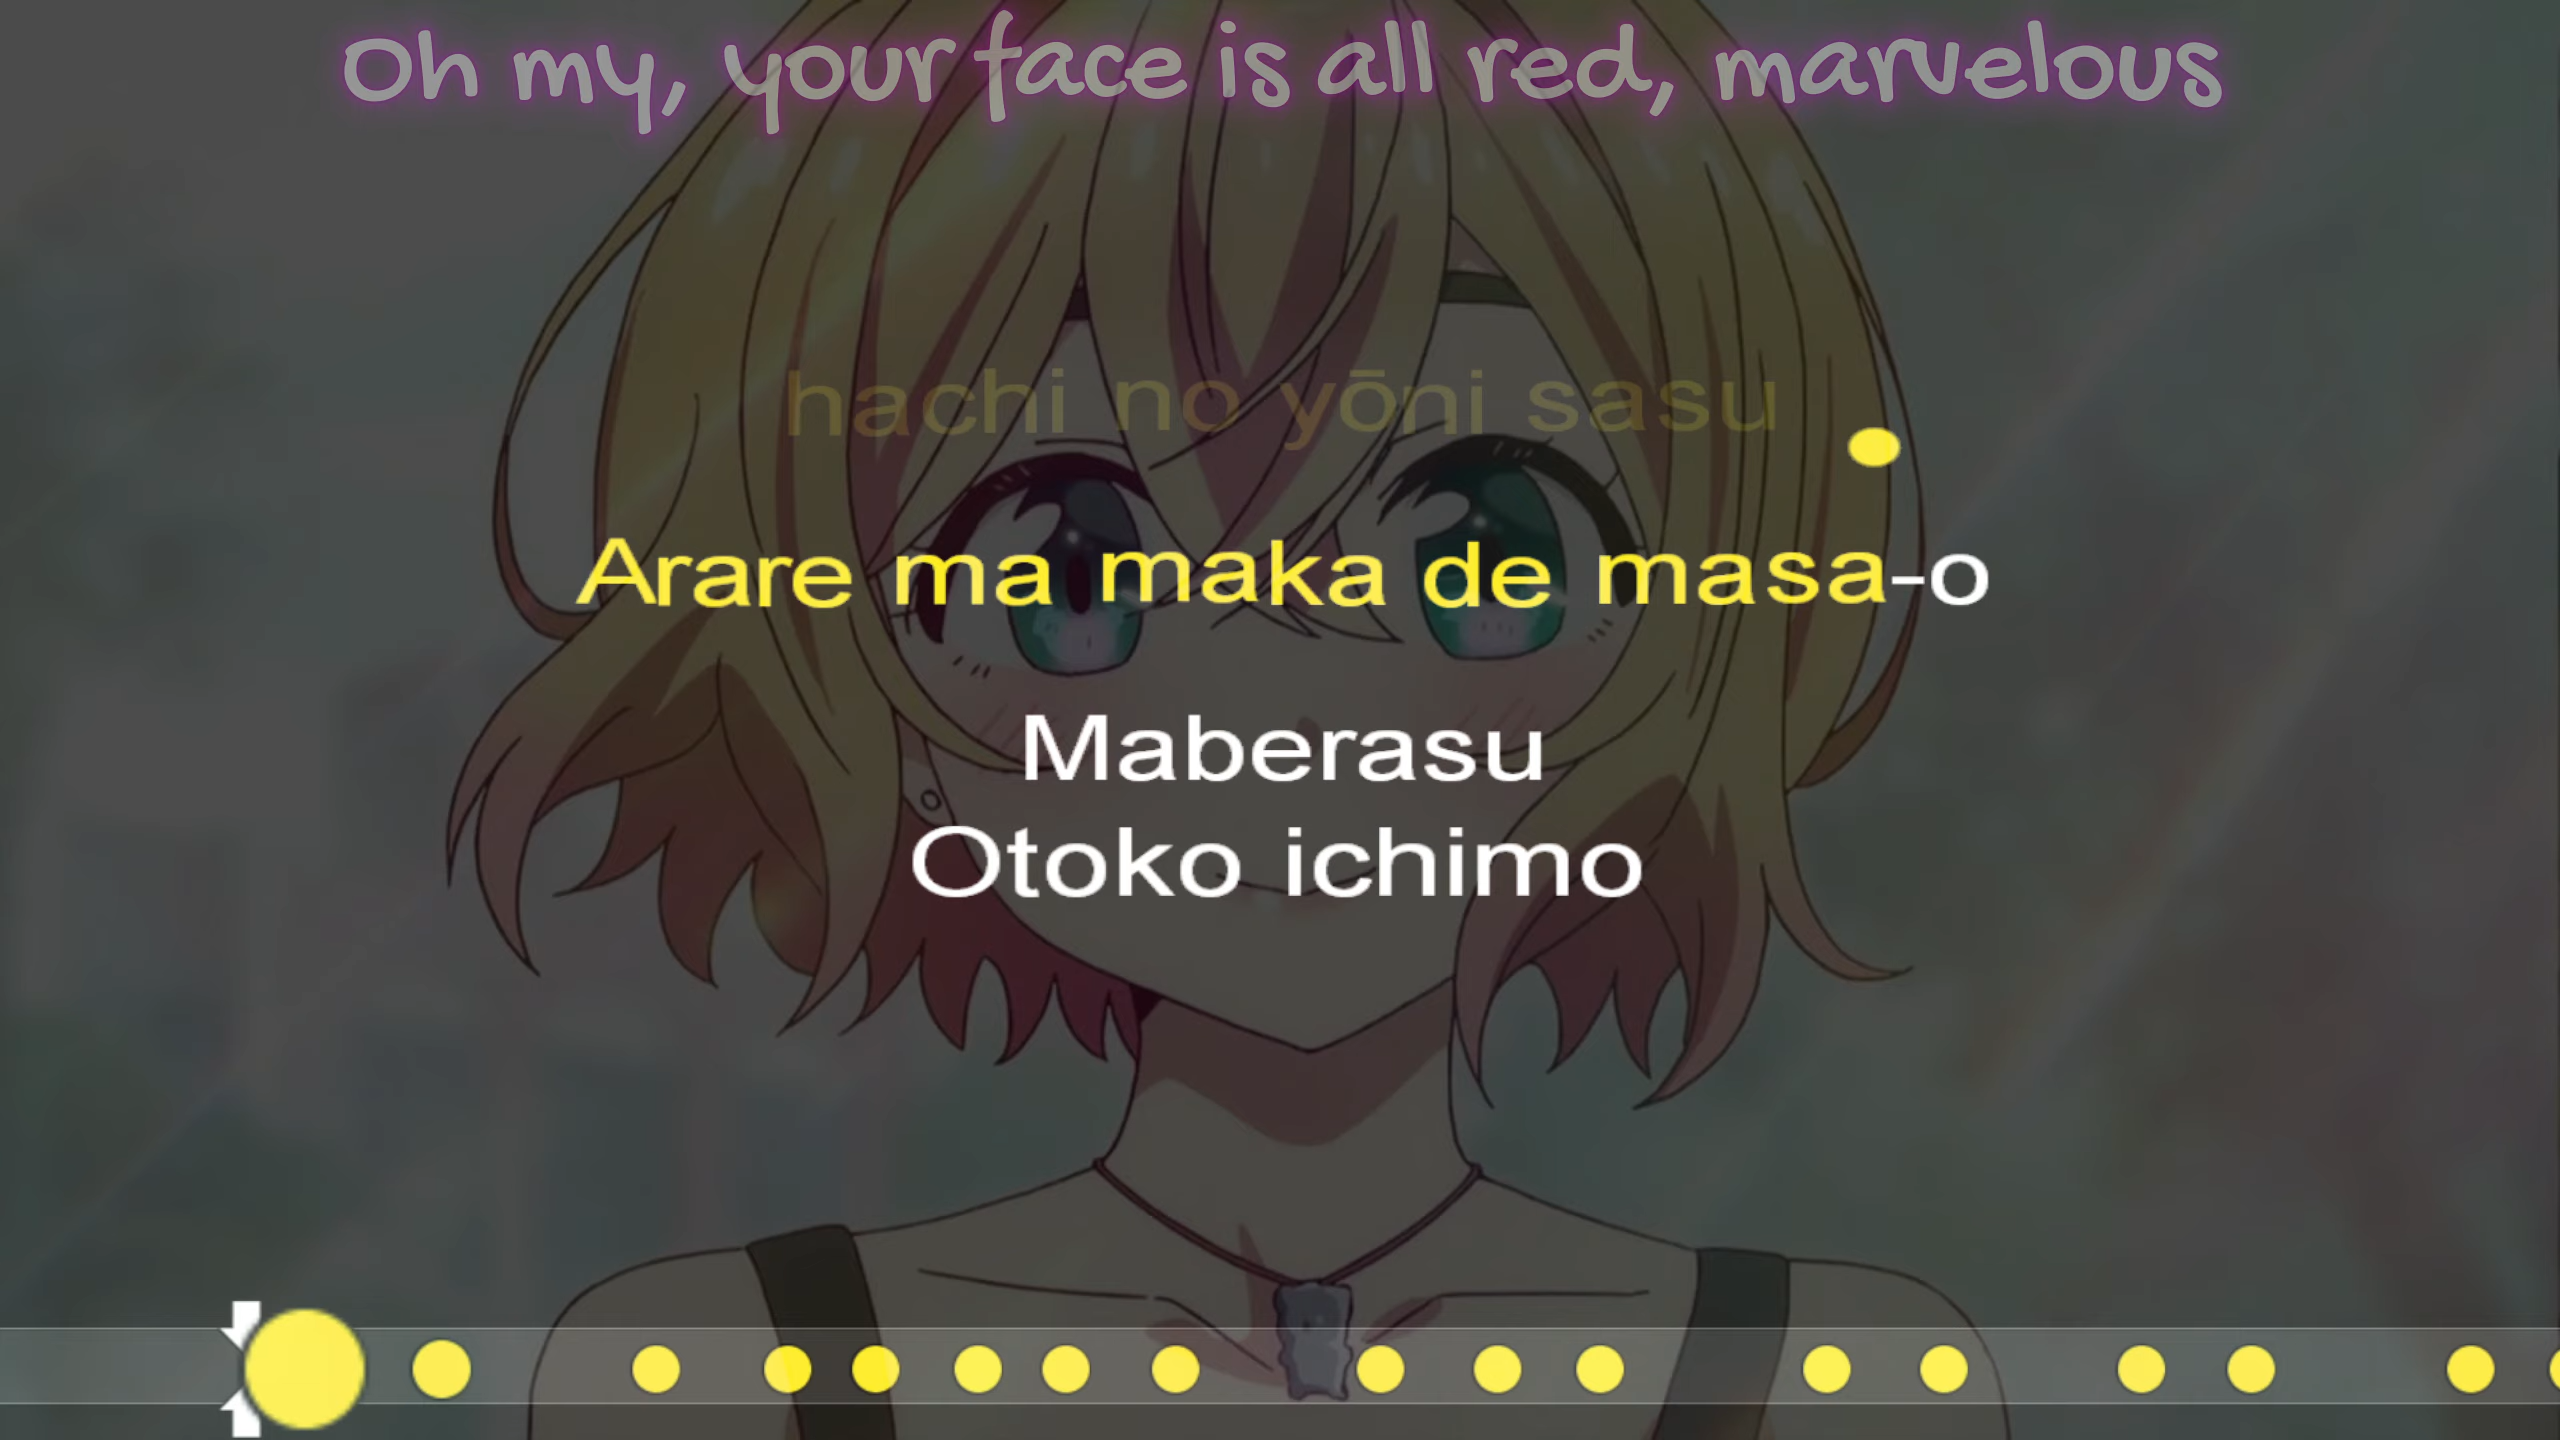 Oh my, your face is all red, marvelous
hachi no yōni sasu
Arare ma maka de masa-o
Maberasu
Otoko ichimo